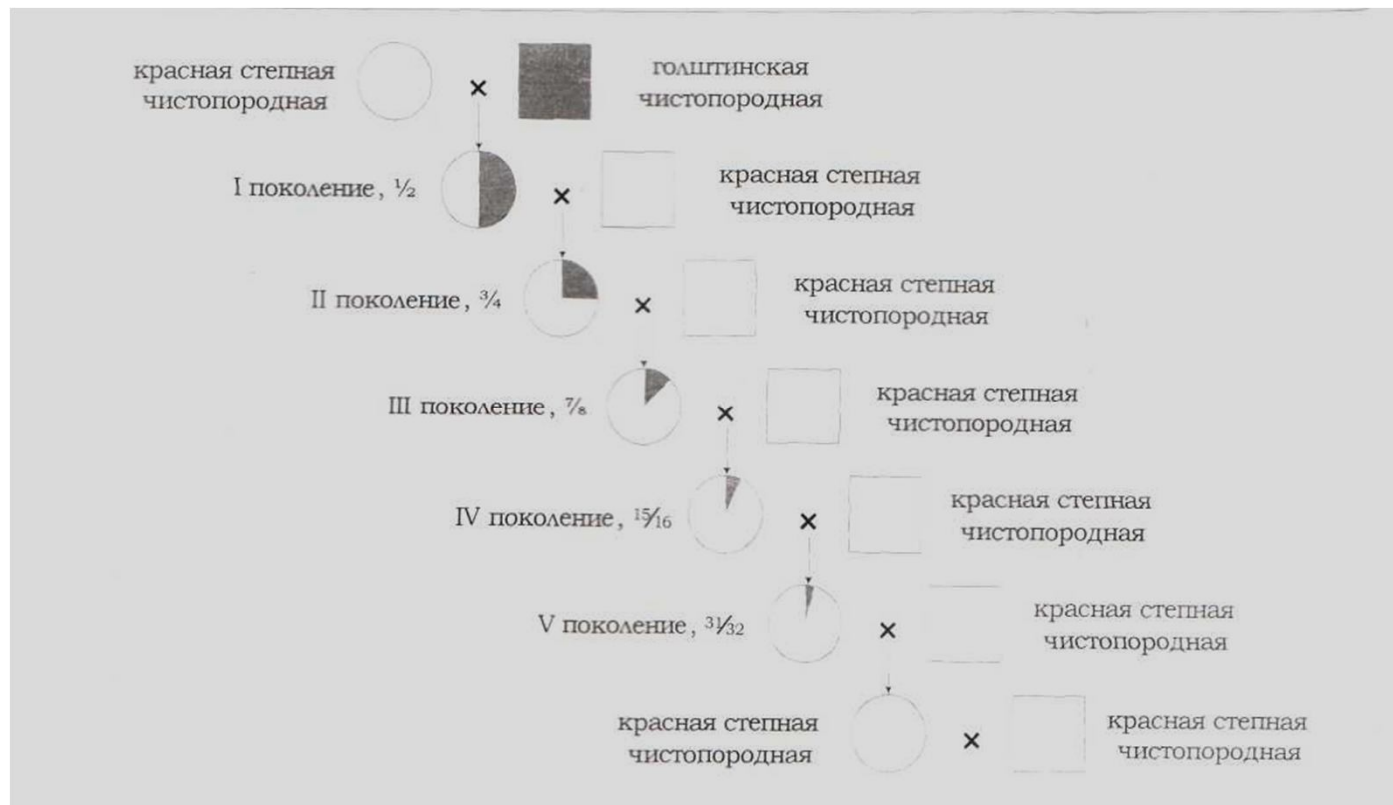 красная степная
чистопородная
×
голштинская
чистопородная
I поколение, ½
×
красная степная
чистопородная
II поколение, ¾
×
красная степная
чистопородная
III поколение, ⅞
×
красная степная
чистопородная
IV поколение, 15/16
×
красная степная
чистопородная
V поколение, 31/32
×
красная степная
чистопородная
красная степная
чистопородная
×
красная степная
чистопородная